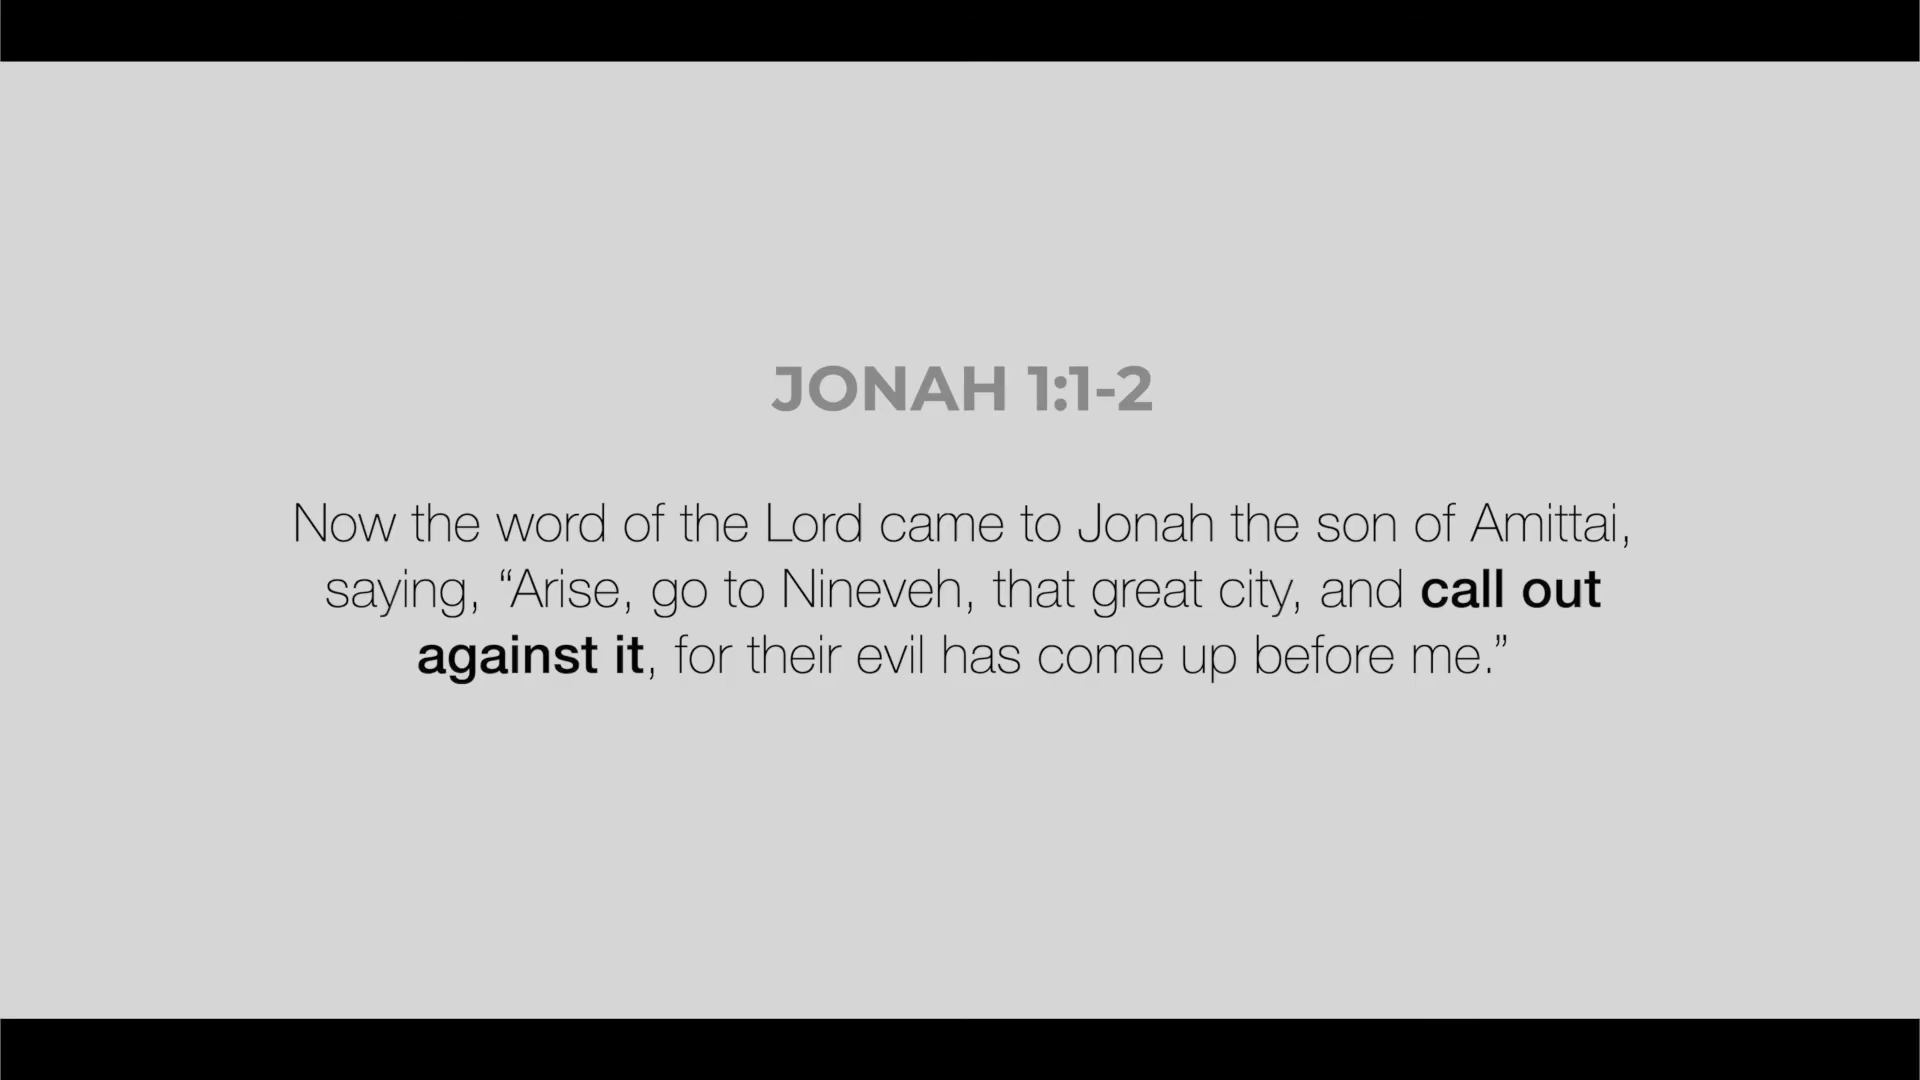 JONAH 1:1-2
Now the word of the Lord came to Jonah the son of Amittai,
saying, “Arise, go to Nineveh, that great city, and call out
against it, for their evil has come up before me.”